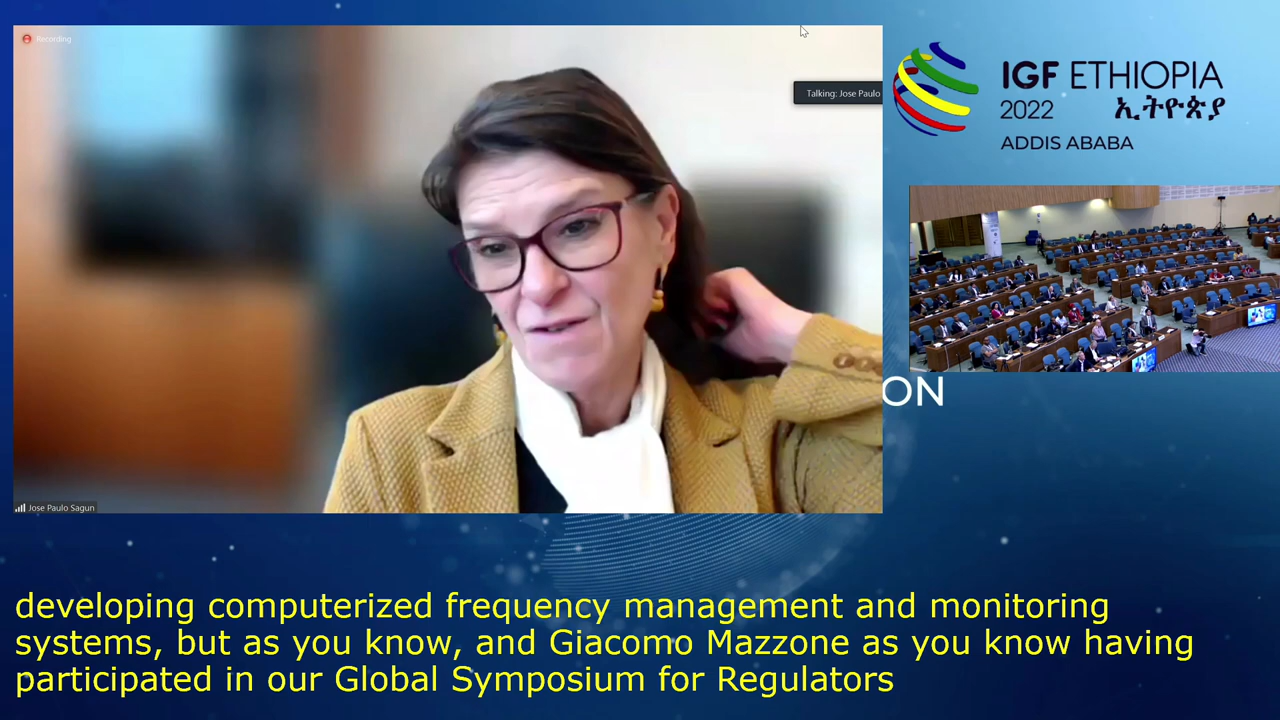 Recording
Talking: Jose Paulo
IGF ETHIOPIA
2022 ኢትዮጵያ
ADDIS ABABA
ON
Jose Paulo Sagun
developing computerized frequency management and monitoring
systems, but as you know, and Giacomo Mazzone as you know having
participated in our Global Symposium for Regulators